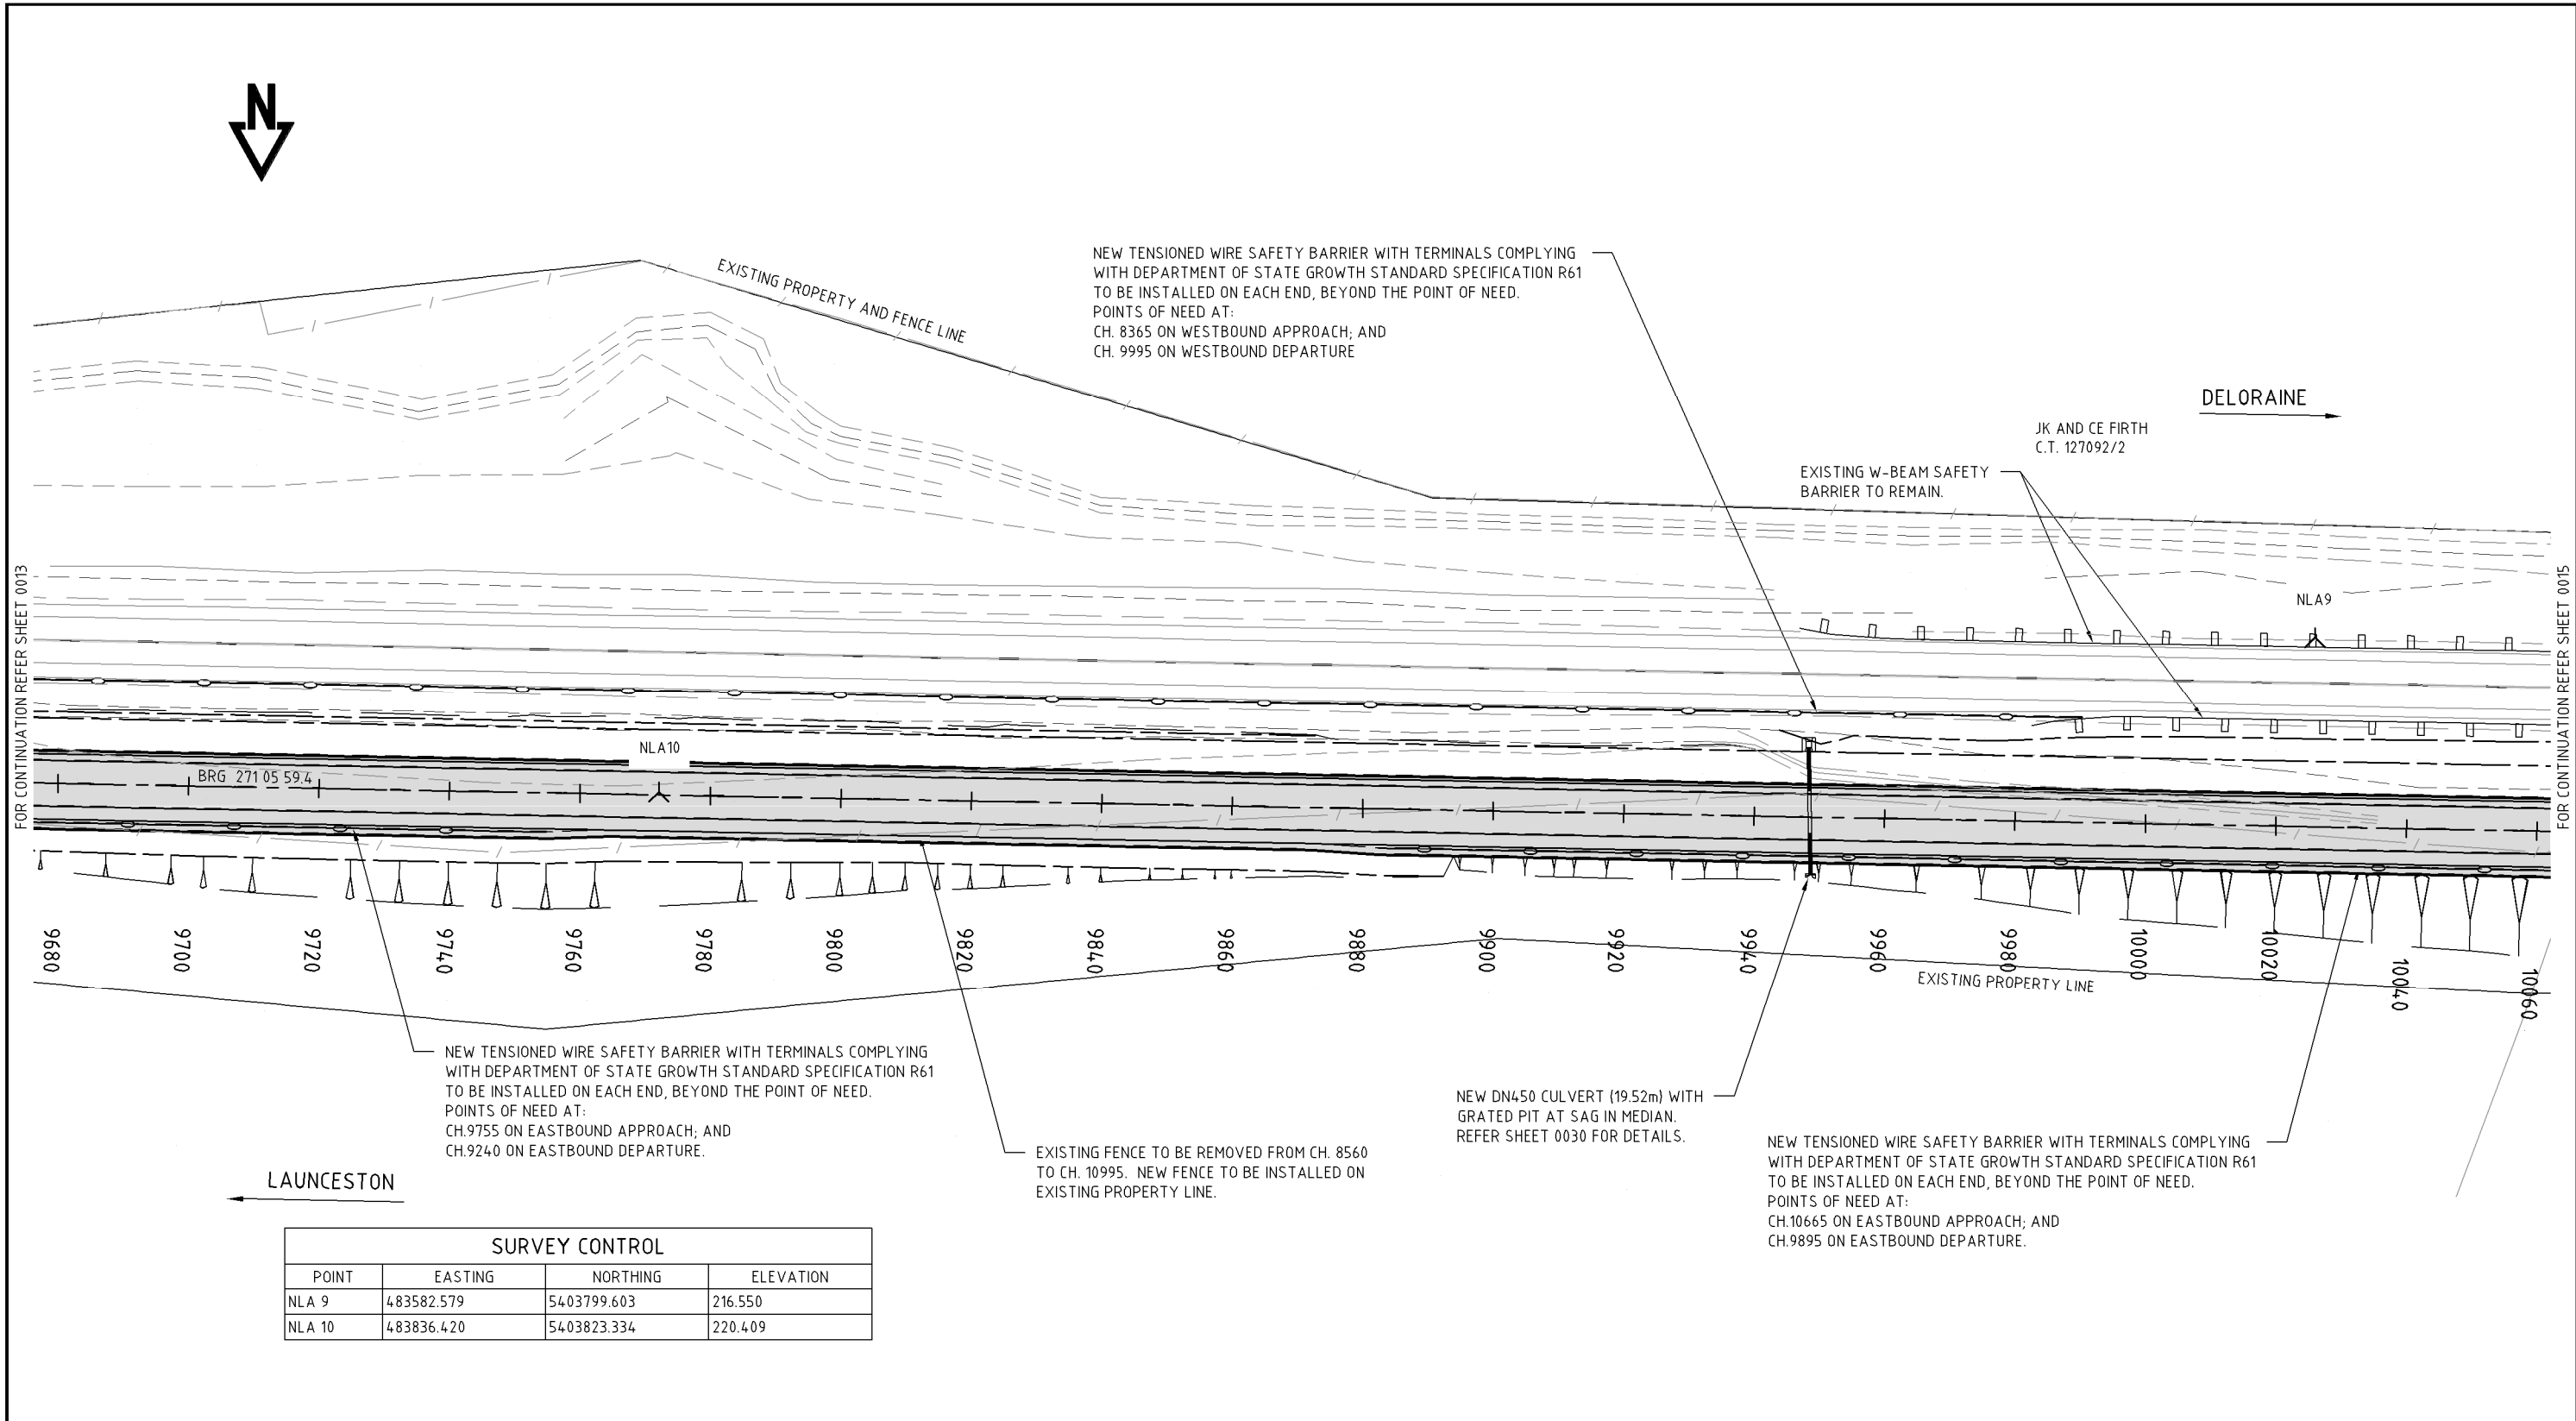 N
NEW TENSIONED WIRE SAFETY BARRIER WITH TERMINALS COMPLYING
WITH DEPARTMENT OF STATE GROWTH STANDARD SPECIFICATION R61
TO BE INSTALLED ON EACH END, BEYOND THE POINT OF NEED.
POINTS OF NEED AT:
CH. 8365 ON WESTBOUND APPROACH; AND
CH. 9995 ON WESTBOUND DEPARTURE
EXISTING PROPERTY AND FENCE LINE
DELORAINE
JK AND CE FIRTH
C.T. 127092/2
EXISTING W-BEAM SAFETY
BARRIER TO REMAIN.
NLA9
FOR CONTINUATION REFER SHEET 0013
FOR CONTINUATION REFER SHEET 0015
NLA10
BRG 271 05 59.4
9680
9700
9720
9740
9760
9780
9800
9820
9840
9860
9880
9900
9920
9940
9960
9980
10000
10020
10040
10060
EXISTING PROPERTY LINE
NEW TENSIONED WIRE SAFETY BARRIER WITH TERMINALS COMPLYING
WITH DEPARTMENT OF STATE GROWTH STANDARD SPECIFICATION R61
TO BE INSTALLED ON EACH END, BEYOND THE POINT OF NEED.
POINTS OF NEED AT:
CH.9755 ON EASTBOUND APPROACH; AND
CH.9240 ON EASTBOUND DEPARTURE.
EXISTING FENCE TO BE REMOVED FROM CH. 8560
TO CH. 10995. NEW FENCE TO BE INSTALLED ON
EXISTING PROPERTY LINE.
NEW DN450 CULVERT (19.52m) WITH
GRATED PIT AT SAG IN MEDIAN.
REFER SHEET 0030 FOR DETAILS.
NEW TENSIONED WIRE SAFETY BARRIER WITH TERMINALS COMPLYING
WITH DEPARTMENT OF STATE GROWTH STANDARD SPECIFICATION R61
TO BE INSTALLED ON EACH END, BEYOND THE POINT OF NEED.
POINTS OF NEED AT:
CH.10665 ON EASTBOUND APPROACH; AND
CH.9895 ON EASTBOUND DEPARTURE.
LAUNCESTON
SURVEY CONTROL
POINT EASTING NORTHING ELEVATION
NLA 9 483582.579 5403799.603 216.550
NLA 10 483836.420 5403823.334 220.409